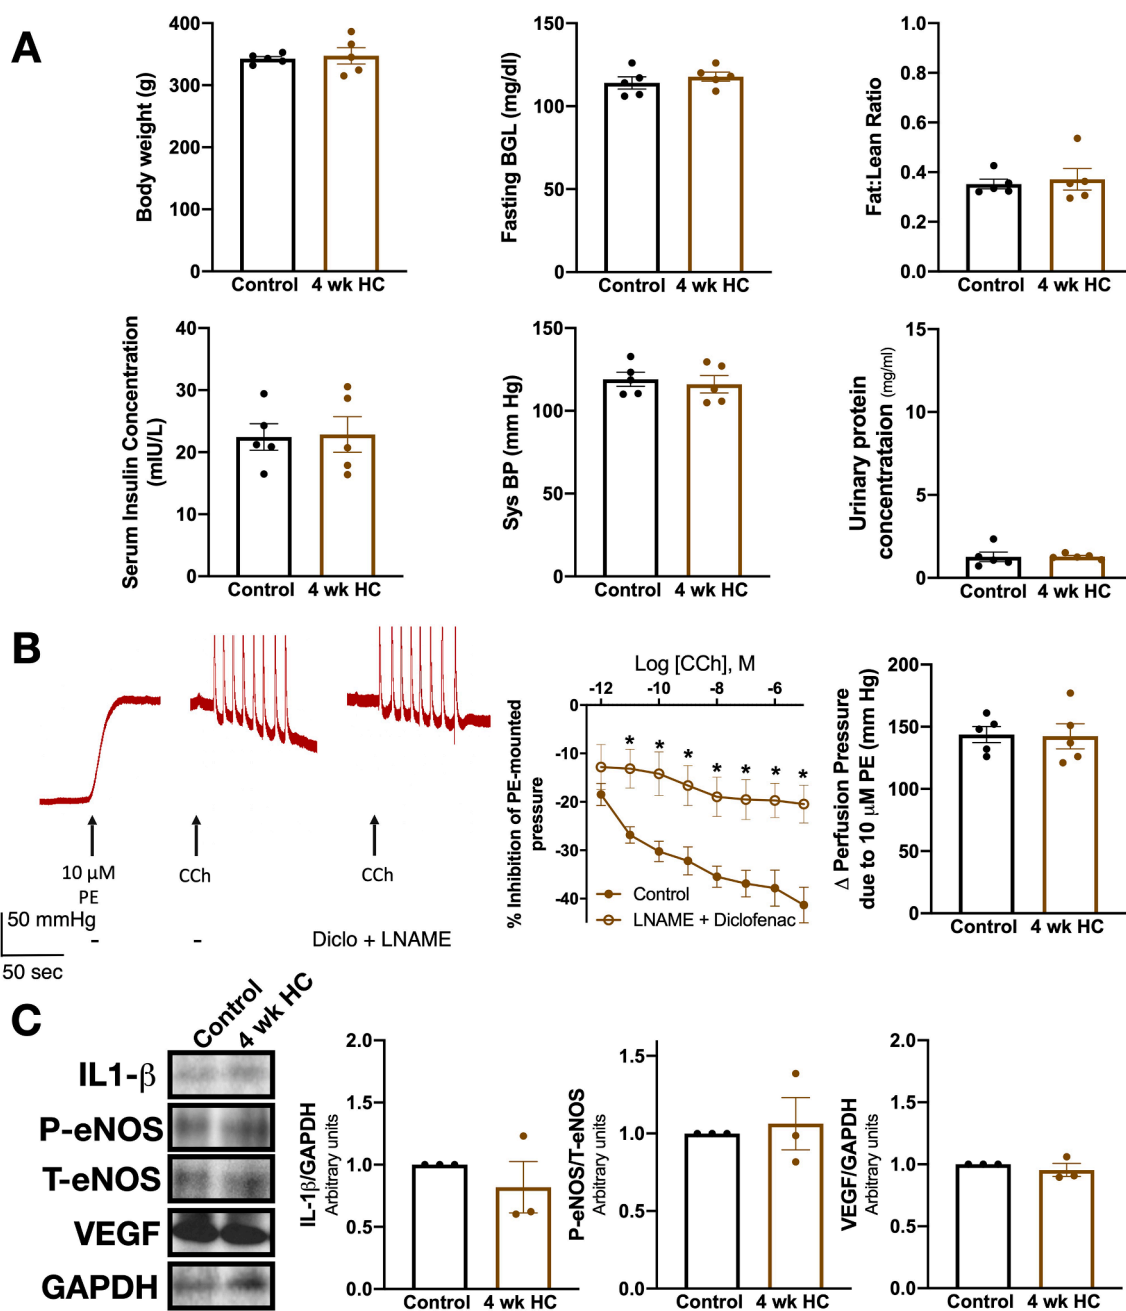 A
Body weight (g)
400
300
200
100
0
Control 4 wk HC
Fasting BGL (mg/dl)
150
100
50
0
Control 4 wk HC
Fat:Lean Ratio
1.0
0.8
0.6
0.4
0.2
0.0
Control 4 wk HC
Serum Insulin Concentration
(mIU/L)
40
30
20
10
0
Control 4 wk HC
Sys BP (mm Hg)
150
100
50
0
Control 4 wk HC
Urinary protein
concentrataion (mg/ml)
15
10
5
0
Control 4 wk HC
B
10 µM
PE
CCh
CCh
50 mmHg
50 sec
-
-
Diclo + LNAME
Log [CCh], M
-12 -10 -8 -6
% Inhibition of PE-mounted
pressure
0
-10
-20
-30
-40
* * * * * * *
Control
LNAME + Diclofenac
Δ Perfusion Pressure
due to 10 µM PE (mm Hg)
200
150
100
50
0
Control 4 wk HC
C
Control
4 wk HC
IL1-β
P-eNOS
T-eNOS
VEGF
GAPDH
IL-1β/GAPDH
Arbitrary units
2.0
1.5
1.0
0.5
0.0
Control 4 wk HC
P-eNOS/T-eNOS
Arbitrary units
1.5
1.0
0.5
0.0
Control 4 wk HC
VEGF/GAPDH
Arbitrary units
2.0
1.5
1.0
0.5
0.0
Control 4 wk HC